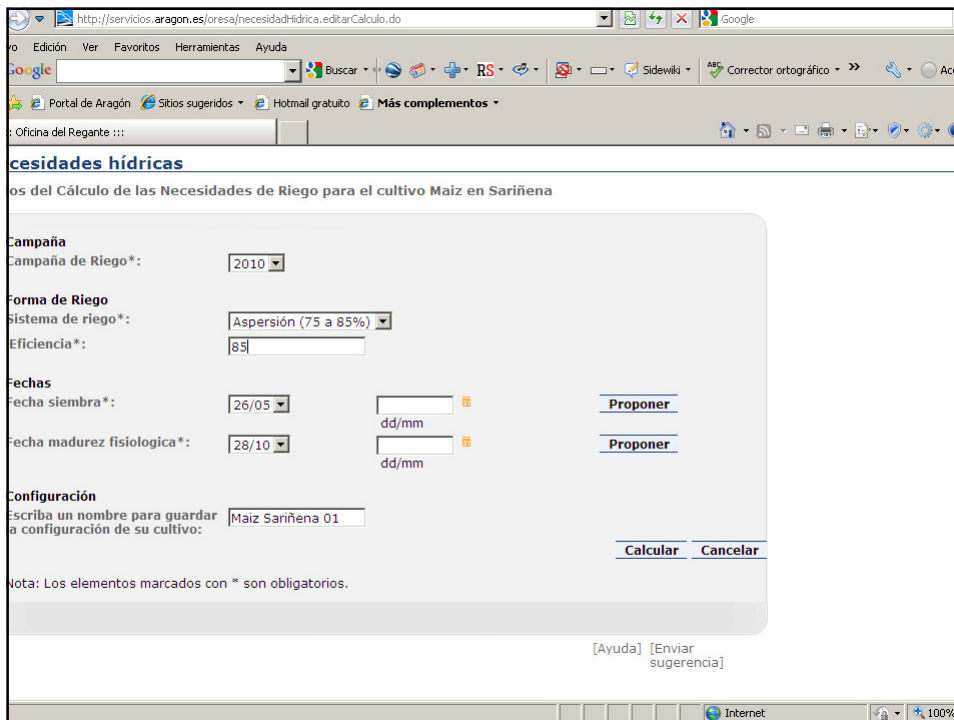 http://servicios.aragon.es/oresa/necesidadHidrica.editarCalculo.do Google
vo Edición Ver Favoritos Herramientas Ayuda
Google Buscar RS Sidewiki ABC Corrector ortográfico » Acc
Portal de Aragón Sitios sugeridos Hotmail gratuito Más complementos
: Oficina del Regante :::
cesidades hídricas
os del Cálculo de las Necesidades de Riego para el cultivo Maiz en Sariñena
Campaña
Campaña de Riego*: 2010
Forma de Riego
Sistema de riego*: Aspersión (75 a 85%)
Eficiencia*: 85
Fechas
Fecha siembra*: 26/05 Proponer
dd/mm
Fecha madurez fisiologica*: 28/10 Proponer
dd/mm
Configuración
Escriba un nombre para guardar Maiz Sariñena 01
la configuración de su cultivo:
Calcular Cancelar
Nota: Los elementos marcados con * son obligatorios.
[Ayuda] [Enviar
sugerencia]
Internet 100%